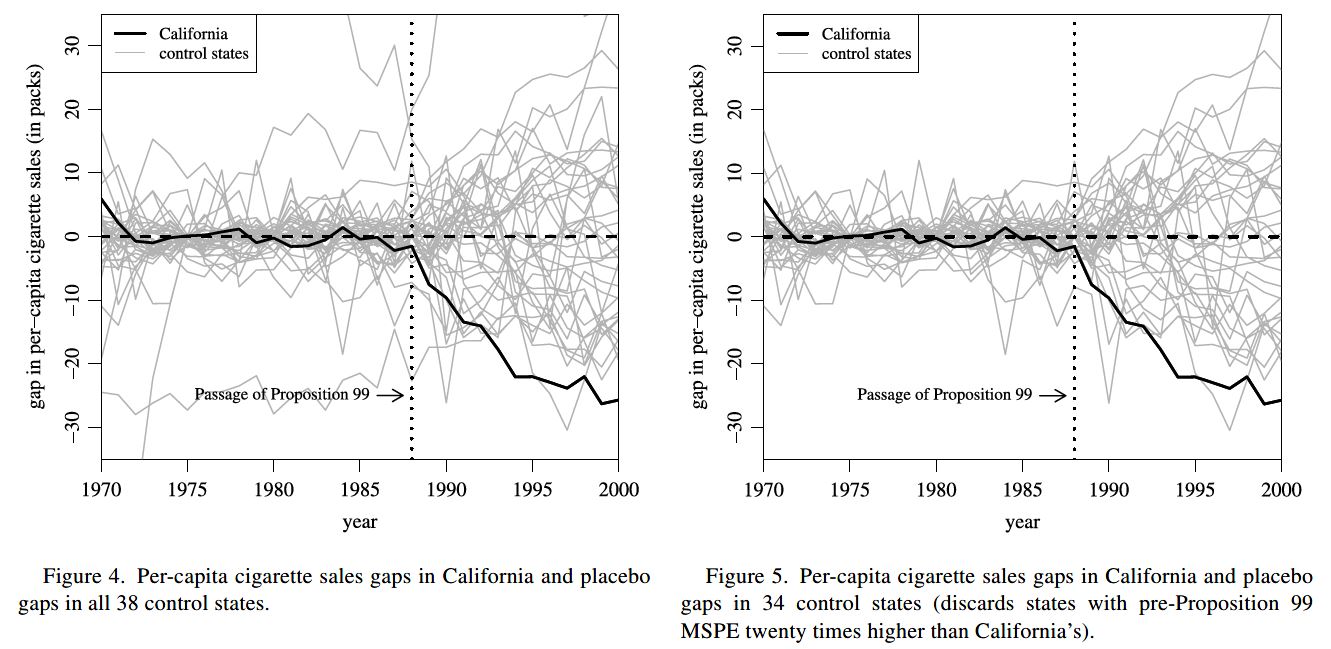 California
control states
gap in per−capita cigarette sales (in packs)
30
20
10
0
−10
−20
−30
Passage of Proposition 99
1970 1975 1980 1985 1990 1995 2000
year
Figure 4. Per-capita cigarette sales gaps in California and placebo
gaps in all 38 control states.
California
control states
gap in per−capita cigarette sales (in packs)
30
20
10
0
−10
−20
−30
Passage of Proposition 99
1970 1975 1980 1985 1990 1995 2000
year
Figure 5. Per-capita cigarette sales gaps in California and placebo
gaps in 34 control states (discards states with pre-Proposition 99
MSPE twenty times higher than California's).